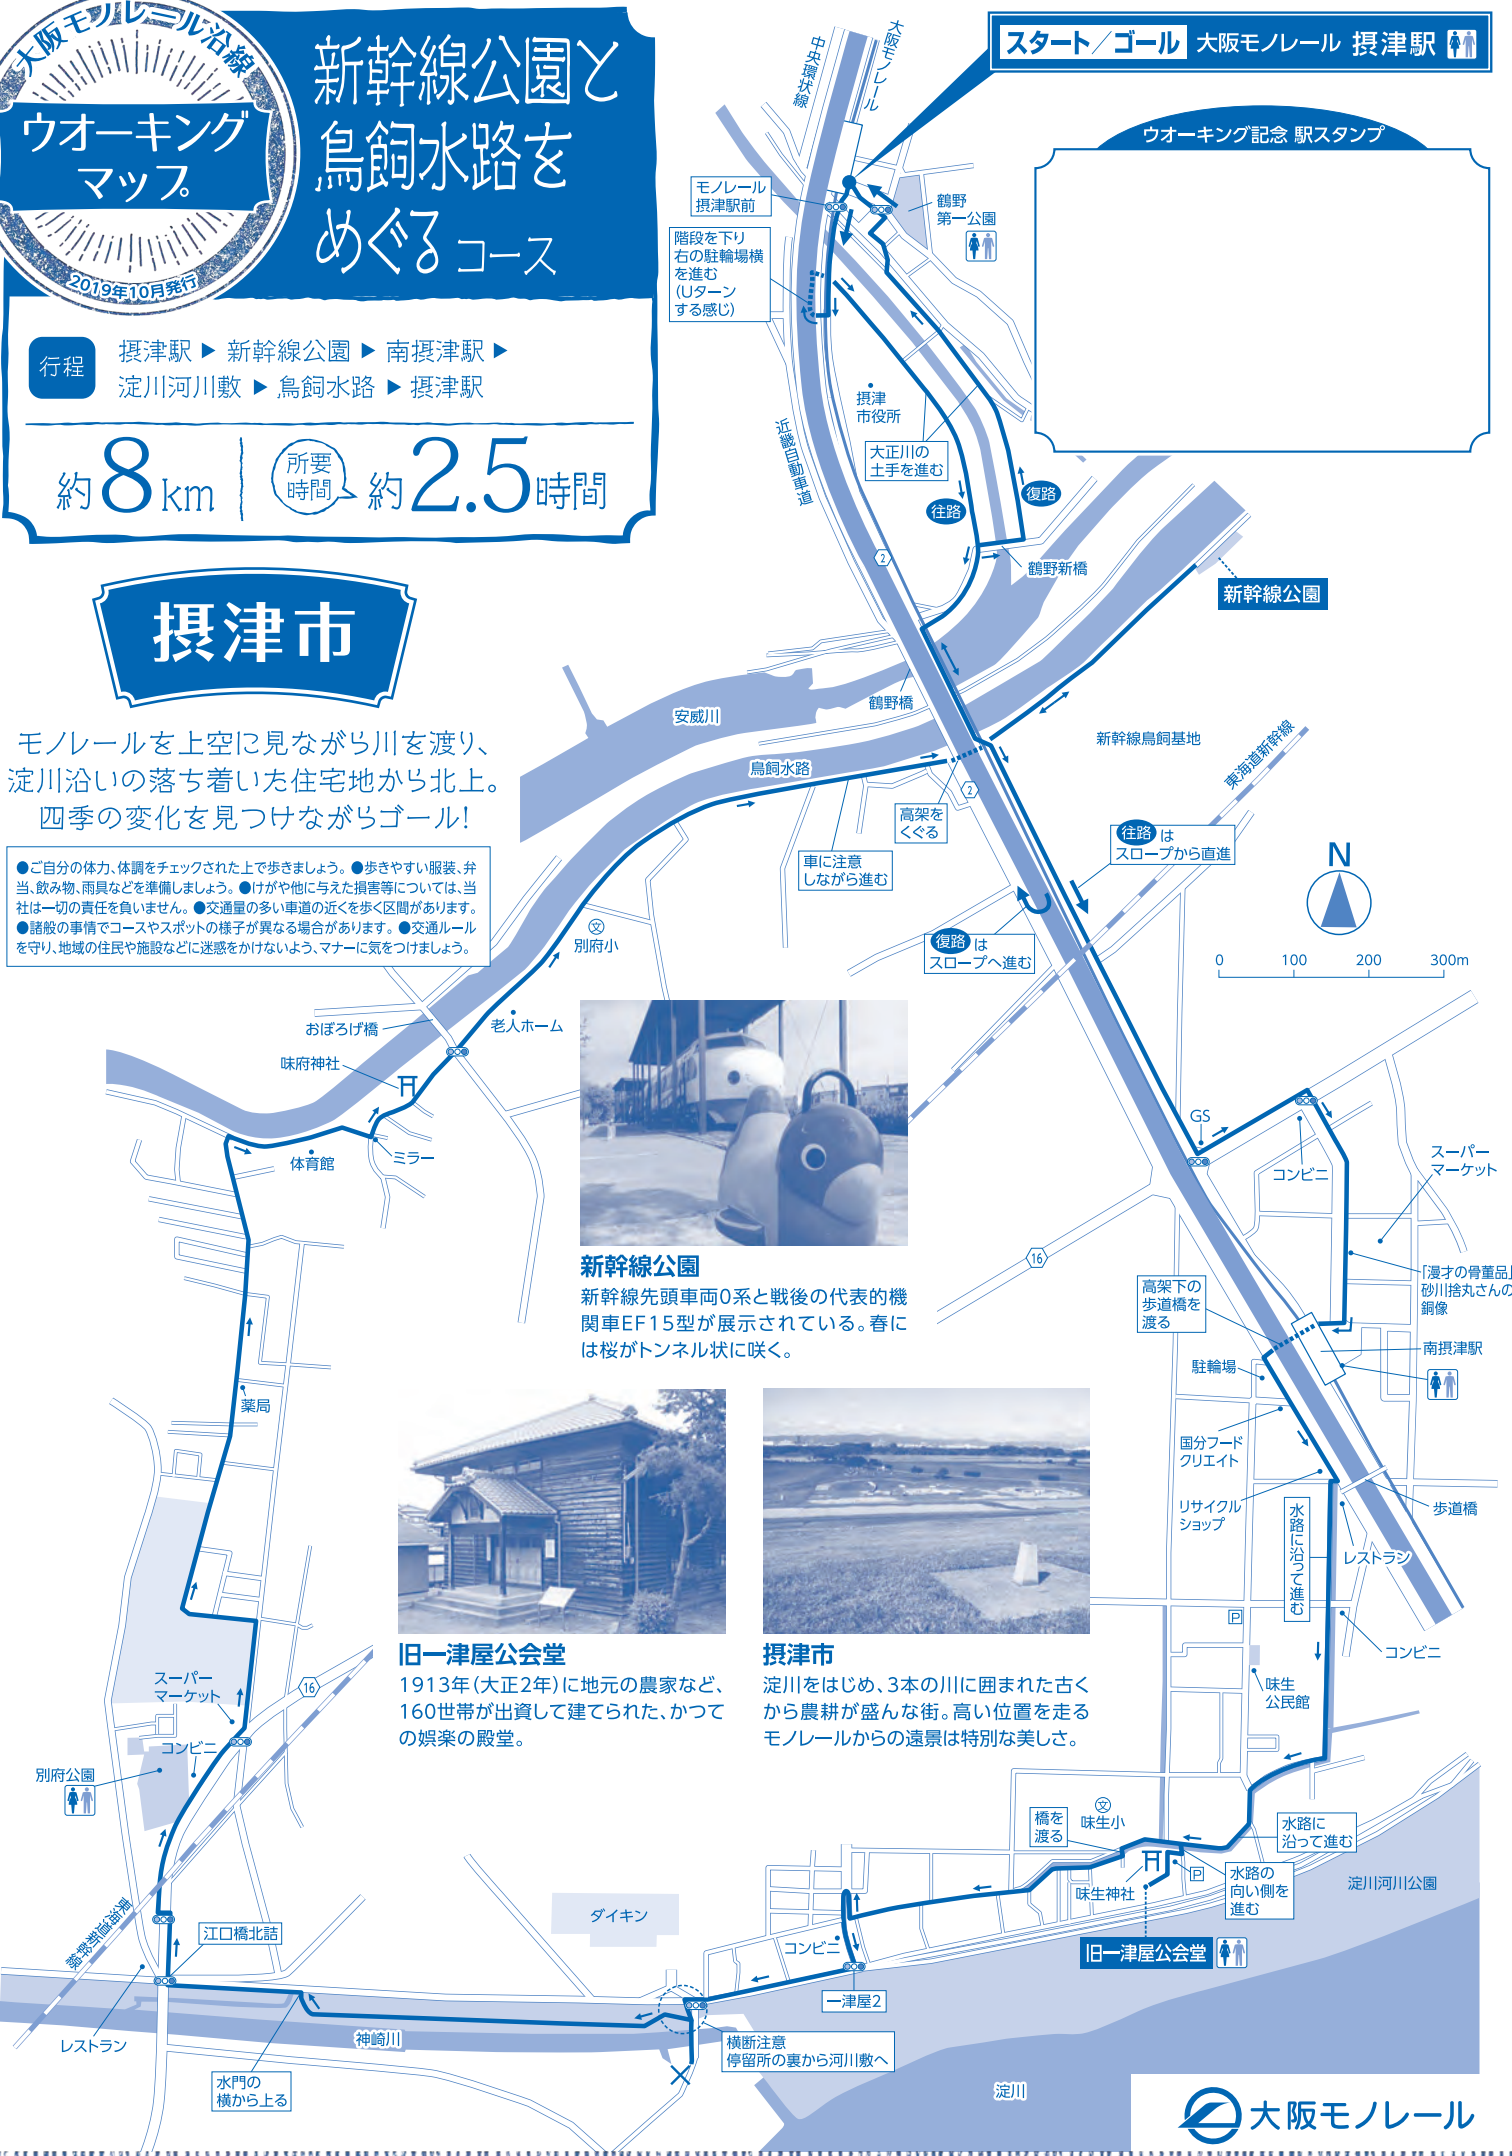 大阪モノレール沿線
ウオーキング
マップ
2019年10月発行
新幹線公園と
鳥飼水路を
めぐるコース
行程
摂津駅▶新幹線公園▶南摂津駅▶
淀川河川敷▶鳥飼水路▶摂津駅
約8km
所要
時間
約2.5時間
摂津市
モノレールを上空に見ながら川を渡り、
淀川沿いの落ち着いた住宅地から北上。
四季の変化を見つけながらゴール！
●ご自分の体力、体調をチェックされた上で歩きましょう。●歩きやすい服装、弁
当、飲み物、雨具などを準備しましょう。●けがや他に与えた損害等については、当
社は一切の責任を負いません。●交通量の多い車道の近くを歩く区間があります。
●諸般の事情でコースやスポットの様子が異なる場合があります。●交通ルール
を守り、地域の住民や施設などに迷惑をかけないよう、マナーに気をつけましょう。
スタート／ゴール 大阪モノレール 摂津駅
ウオーキング記念 駅スタンプ
中央環状線
大阪モノレール
モノレール
摂津駅前
鶴野
第一公園
階段を下り
右の駐輪場横
を進む
(Uターン
する感じ)
摂津
市役所
近畿自動車道
大正川の
土手を進む
往路
復路
2
鶴野新橋
新幹線公園
鶴野橋
安威川
新幹線鳥飼基地
東海道新幹線
鳥飼水路
2
高架を
くぐる
車に注意
しながら進む
往路は
スロープから直進
復路は
スロープへ進む
N
0 100 200 300m
文
別府小
老人ホーム
おぼろげ橋
味府神社
体育館
ミラー
GS
コンビニ
スーパー
マーケット
16
「漫才の骨董品」
砂川捨丸さんの
銅像
高架下の
歩道橋を
渡る
南摂津駅
駐輪場
国分フード
クリエイト
リサイクル
ショップ
水路に沿って進む
歩道橋
レストラン
コンビニ
P
味生
公民館
新幹線公園
新幹線先頭車両0系と戦後の代表的機
関車EF15型が展示されている。春に
は桜がトンネル状に咲く。
旧一津屋公会堂
1913年（大正2年）に地元の農家など、
160世帯が出資して建てられた、かつて
の娯楽の殿堂。
摂津市
淀川をはじめ、3本の川に囲まれた古く
から農耕が盛んな街。高い位置を走る
モノレールからの遠景は特別な美しさ。
薬局
スーパー
マーケット
16
コンビニ
別府公園
東海道新幹線
江口橋北詰
レストラン
水門の
横から上る
神崎川
ダイキン
コンビニ
一津屋2
横断注意
停留所の裏から河川敷へ
橋を
渡る
文
味生小
味生神社
P
水路に
沿って進む
水路の
向い側を
進む
旧一津屋公会堂
淀川河川公園
淀川
大阪モノレール